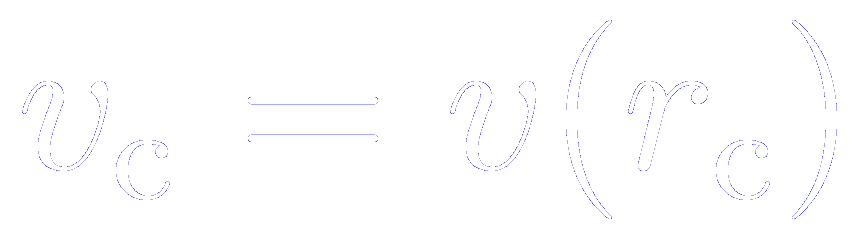 v_c = v(r_c)